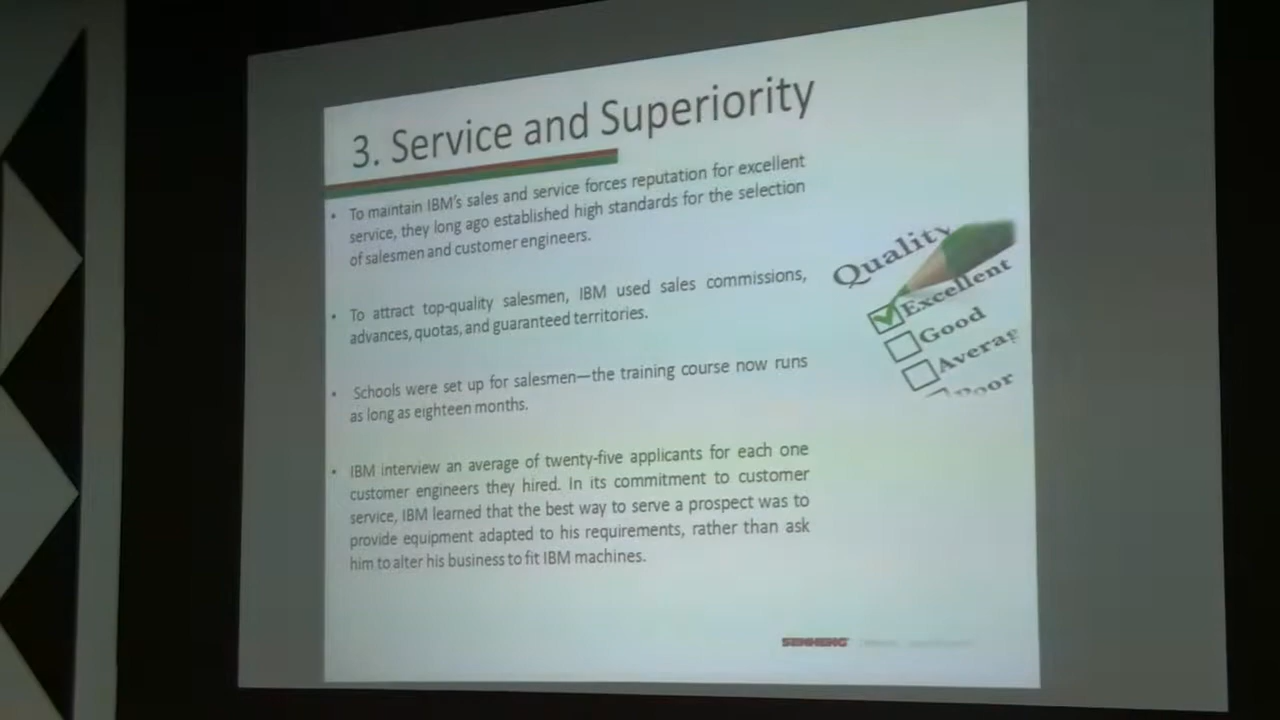 3. Service and Superiority
• To maintain IBM's sales and service forces reputation for excellent
service, they long ago established high standards for the selection
of salesmen and customer engineers.
• To attract top-quality salesmen, IBM used sales commissions,
advances, quotas, and guaranteed territories.
• Schools were set up for salesmen—the training course now runs
as long as eighteen months.
• IBM interview an average of twenty-five applicants for each one
customer engineers they hired. In its commitment to customer
service, IBM learned that the best way to serve a prospect was to
provide equipment adapted to his requirements, rather than ask
him to alter his business to fit IBM machines.
Quality
Excellent
Good
Averag
Poor
SENHENG